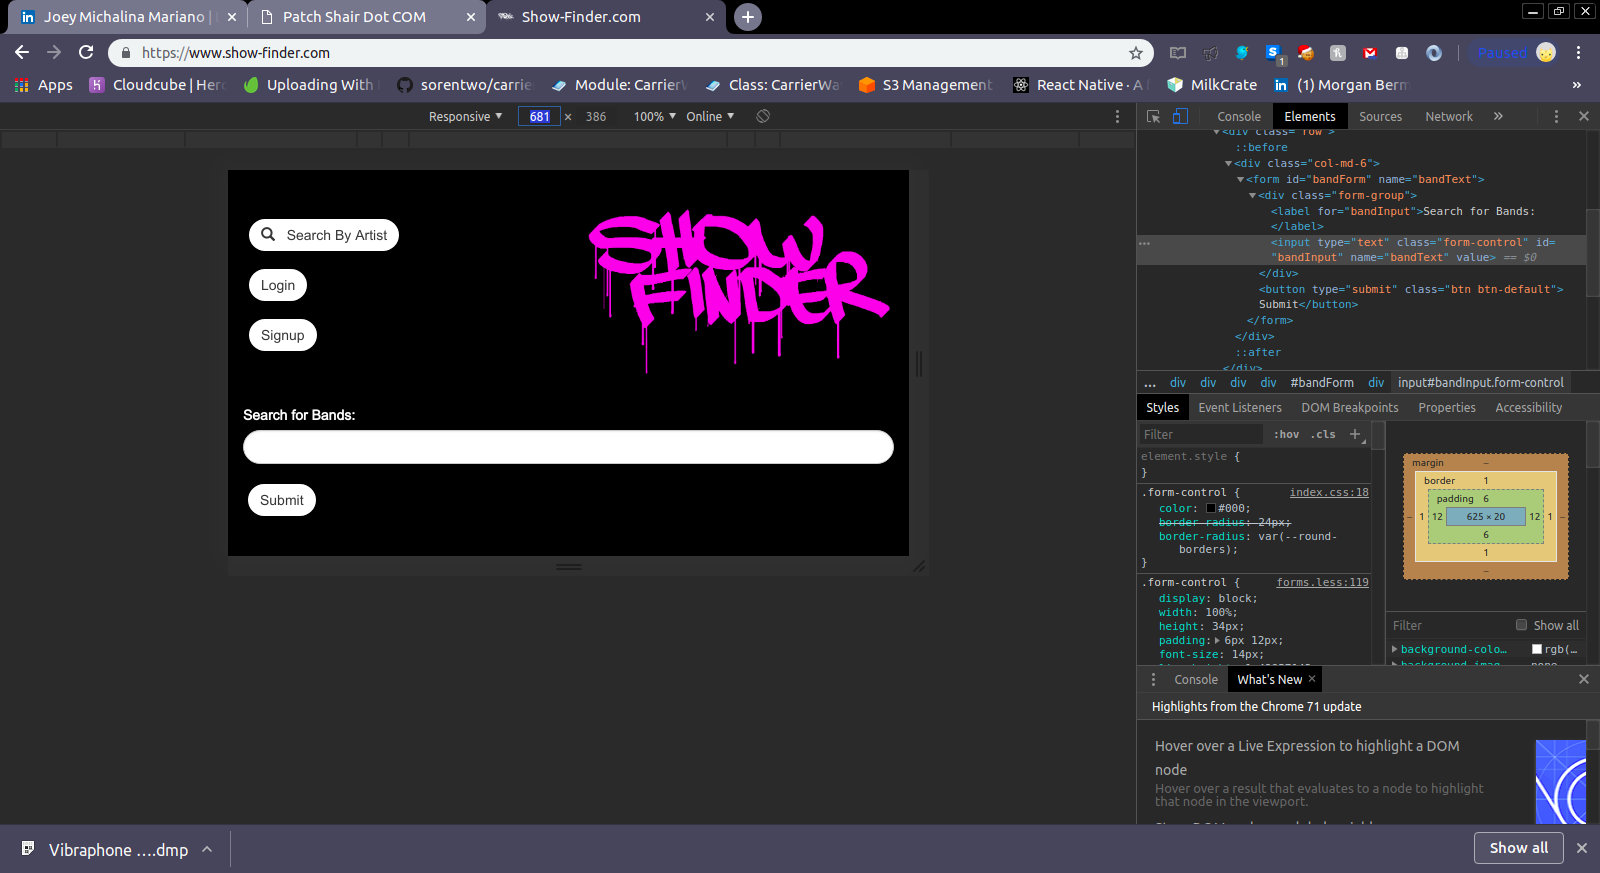 Joey Michalina Mariano |
Patch Shair Dot COM
Show-Finder.com
https://www.show-finder.com
1
Paused
Apps
Cloudcube | Her
Uploading With
sorentwo/carrie
Module: CarrierW
Class: CarrierWa
S3 Management
React Native · A
MilkCrate
(1) Morgan Berm
»
Responsive ▼ 681 × 386 100% ▼ Online ▼
Console Elements Sources Network »
<div class="row">
::before
<div class="col-md-6">
<form id="bandForm" name="bandText">
<div class="form-group">
<label for="bandInput">Search for Bands:
</label>
<input type="text" class="form-control" id=
"bandInput" name="bandText" value> == $0
</div>
<button type="submit" class="btn btn-default">
Submit</button>
</form>
</div>
::after
</div>
Search By Artist
Login
Signup
SHOW
FINDER
Search for Bands:
Submit
... div div div div #bandForm div input#bandInput.form-control
Styles Event Listeners DOM Breakpoints Properties Accessibility
Filter :hov .cls +
element.style {
}
.form-control { index.css:18
color: #000;
border-radius: 24px;
border-radius: var(--round-
borders);
}
.form-control { forms.less:119
display: block;
width: 100%;
height: 34px;
padding: 6px 12px;
font-size: 14px;
margin –
border 1
padding 6
– 1 12 625 × 20 12 1 –
6
1
–
Filter Show all
background-colo… rgb(…
background-imag… none
Console What's New ×
Highlights from the Chrome 71 update
Hover over a Live Expression to highlight a DOM
node
Hover over a result that evaluates to a node to highlight
that node in the viewport.
Vibraphone ….dmp
Show all